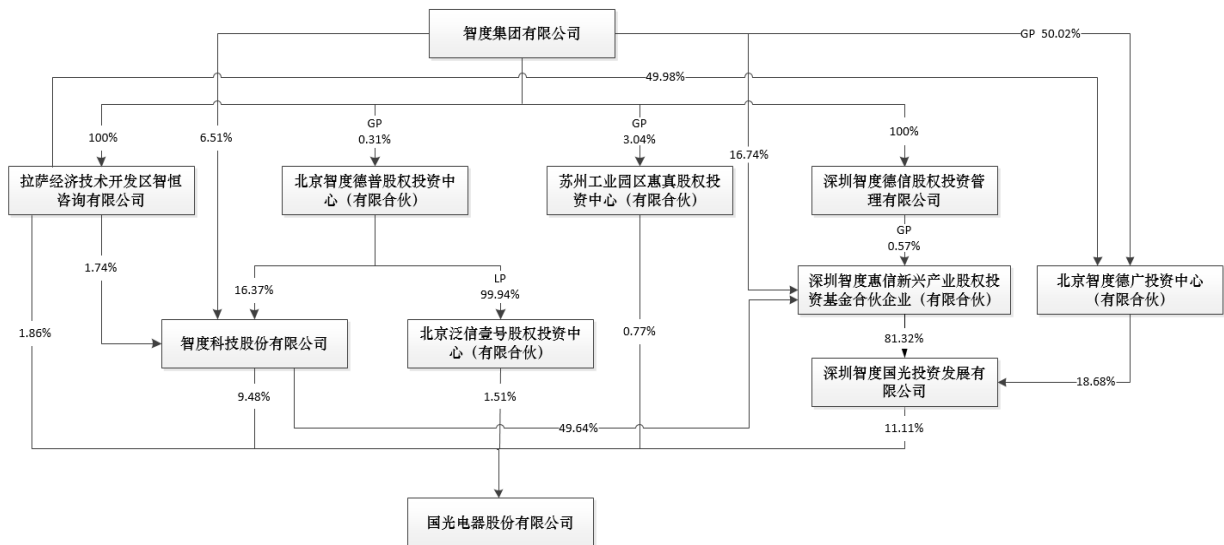 智度集团有限公司
GP 50.02%
49.98%
100%
6.51%
GP
0.31%
GP
3.04%
100%
16.74%
拉萨经济技术开发区智恒
咨询有限公司
北京智度德普股权投资中
心（有限合伙）
苏州工业园区惠真股权投
资中心（有限合伙）
深圳智度德信股权投资管
理有限公司
GP
0.57%
1.74%
16.37%
LP
99.94%
深圳智度惠信新兴产业股权投
资基金合伙企业（有限合伙）
北京智度德广投资中心
（有限合伙）
1.86%
智度科技股份有限公司
北京泛信壹号股权投资中
心（有限合伙）
0.77%
81.32%
深圳智度国光投资发展有
限公司
18.68%
9.48%
1.51%
49.64%
11.11%
国光电器股份有限公司